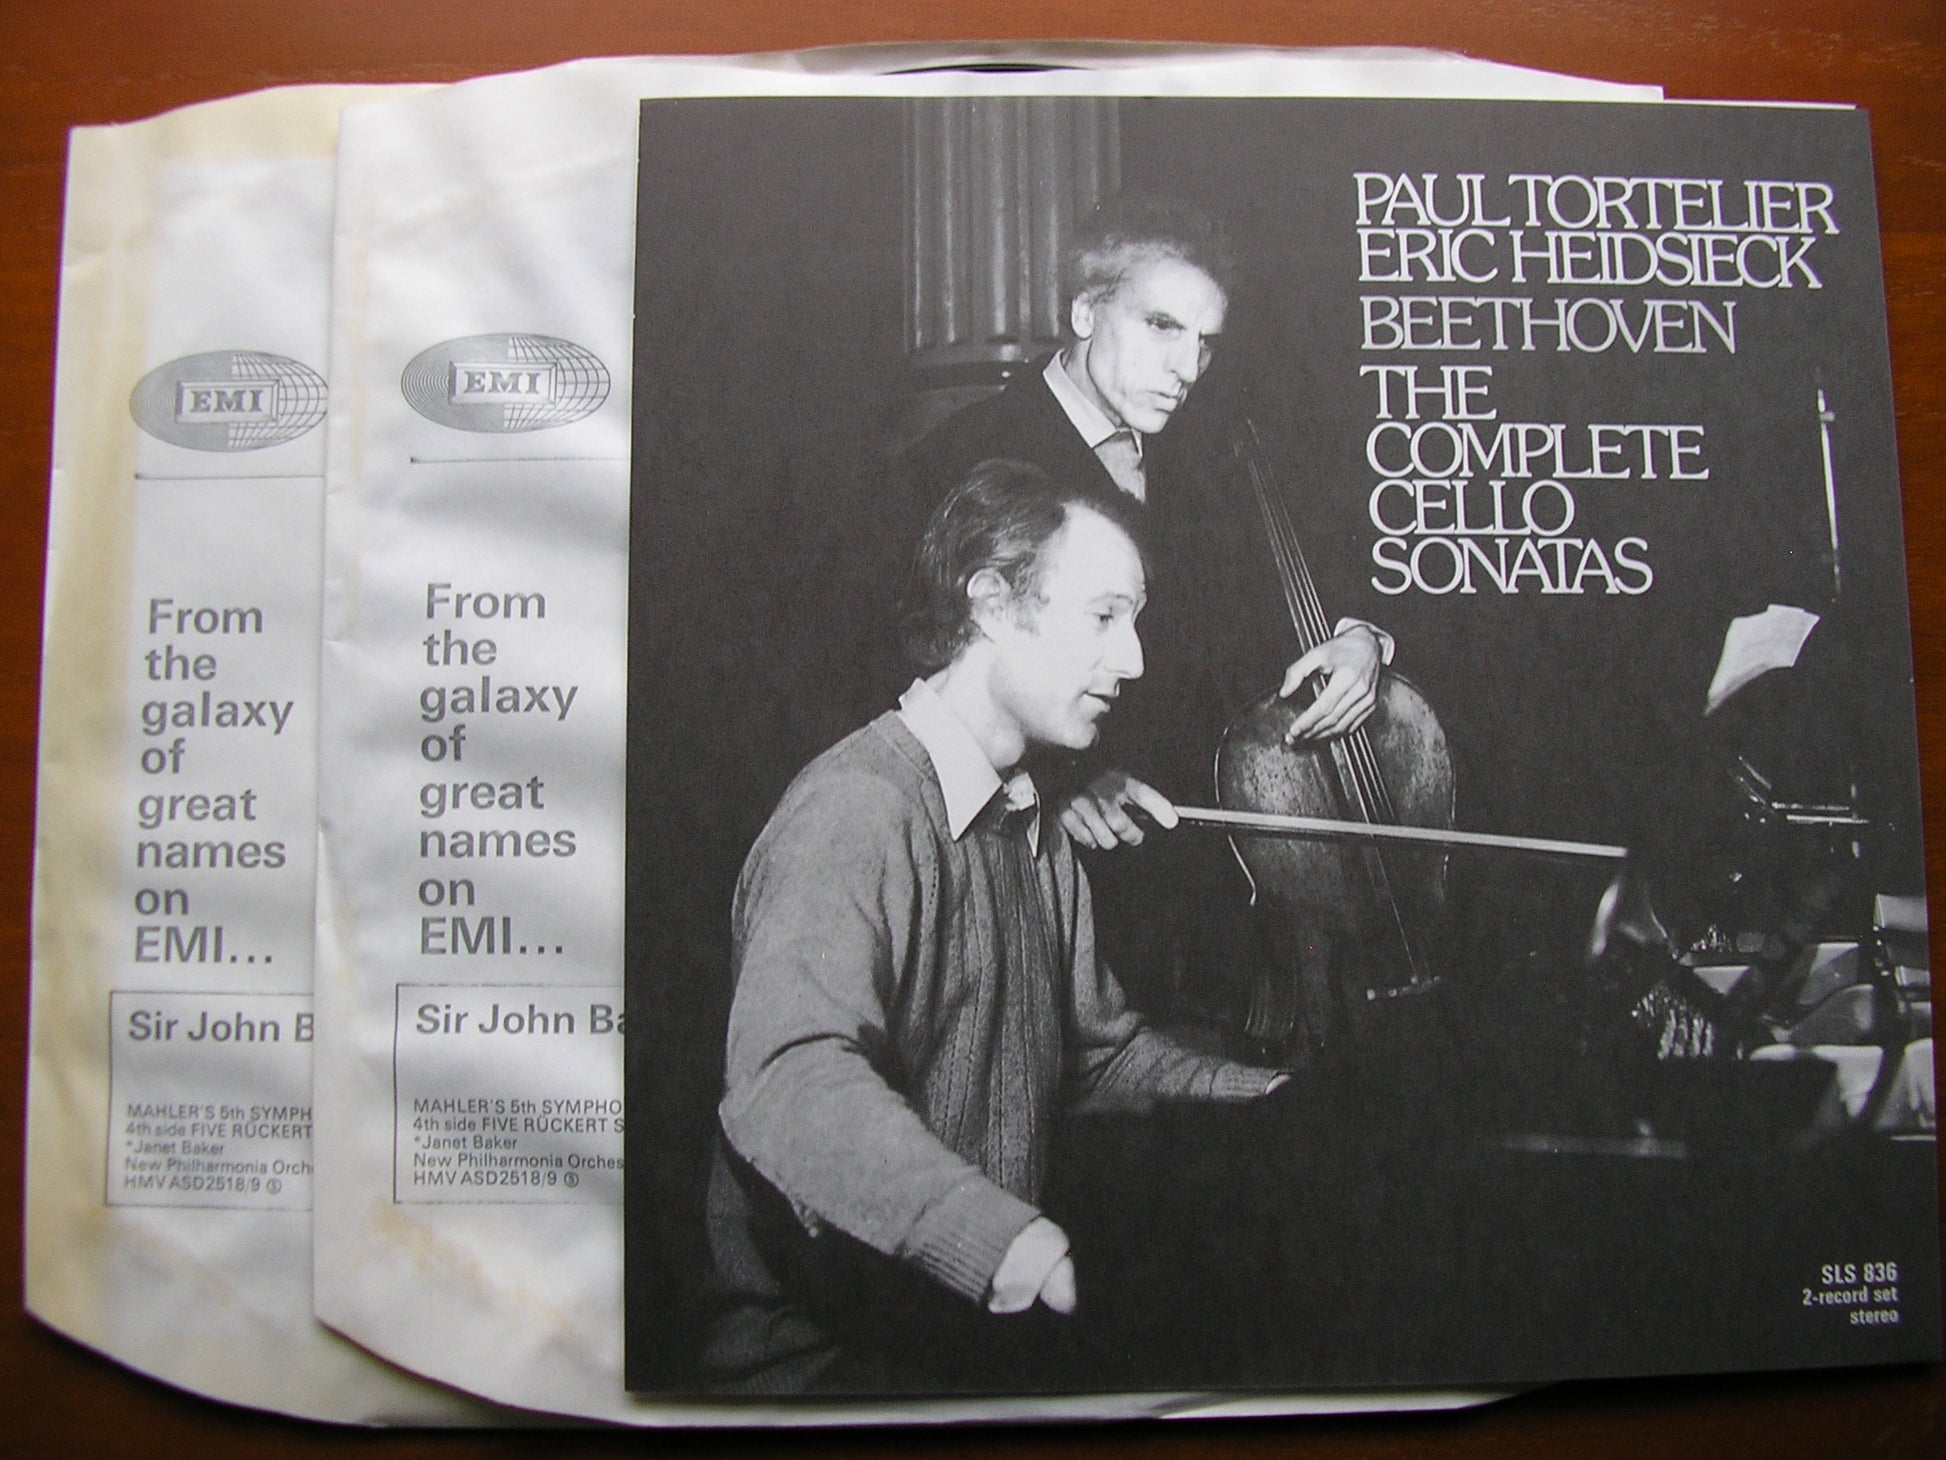 EMI
From
the
galaxy
of
great
names
on
EMI...
Sir John B
MAHLER'S 5th SYMPH
4th side FIVE RÜCKERT
*Janet Baker
New Philharmonia Orch
HMV ASD2518/9 Ⓢ
EMI
From
the
galaxy
of
great
names
on
EMI...
Sir John Ba
MAHLER'S 5th SYMPHO
4th side FIVE RÜCKERT S
*Janet Baker
New Philharmonia Orches
HMV ASD2518/9 Ⓢ
PAUL TORTELIER
ERIC HEIDSIECK
BEETHOVEN
THE
COMPLETE
CELLO
SONATAS
SLS 836
2-record set
stereo